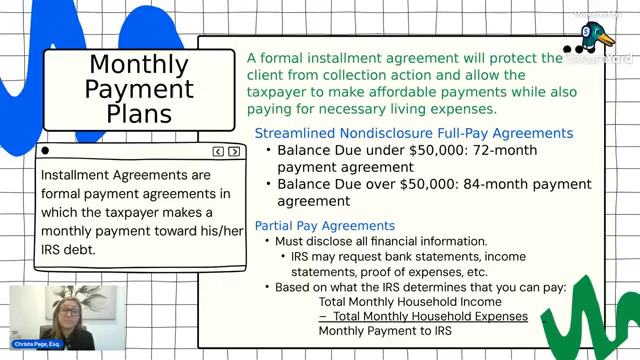 Monthly
Payment
Plans
Installment Agreements are
formal payment agreements in
which the taxpayer makes a
monthly payment toward his/her
IRS debt.
A formal installment agreement will protect the
client from collection action and allow the
taxpayer to make affordable payments while also
paying for necessary living expenses.
Streamlined Nondisclosure Full-Pay Agreements
• Balance Due under $50,000: 72-month
payment agreement
• Balance Due over $50,000: 84-month payment
agreement
Partial Pay Agreements
• Must disclose all financial information.
• IRS may request bank statements, income
statements, proof of expenses, etc.
• Based on what the IRS determines that you can pay:
Total Monthly Household Income
– Total Monthly Household Expenses
Monthly Payment to IRS
Christa Page, Esq.